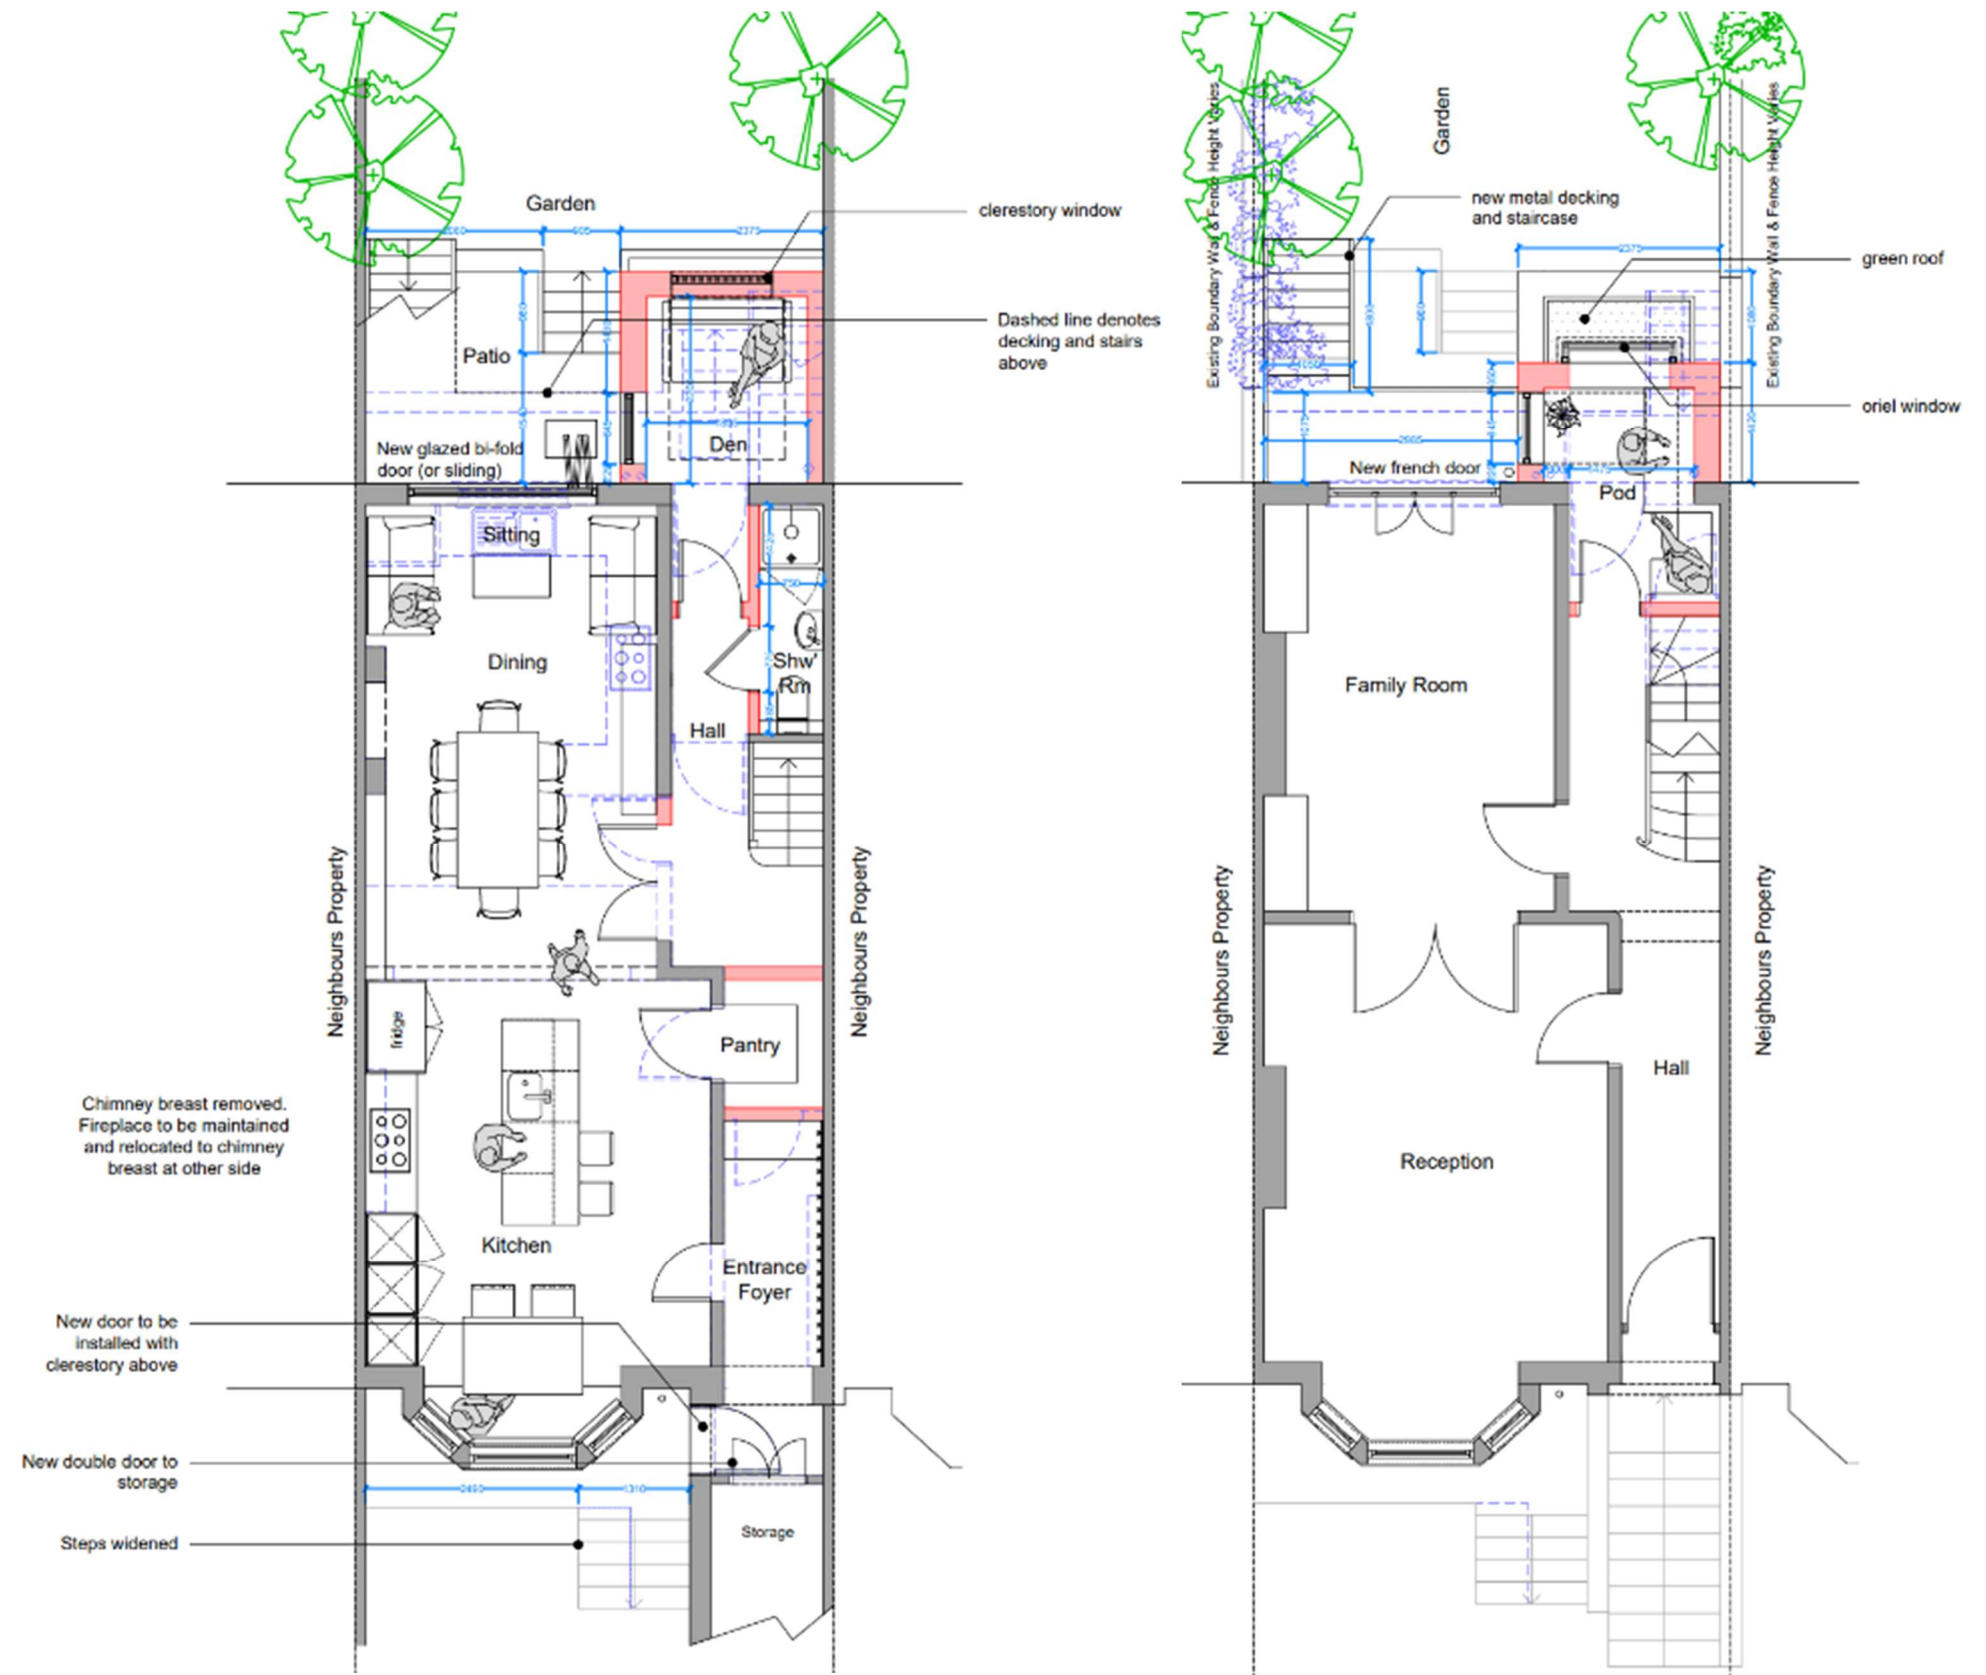 Garden
clerestory window
Dashed line denotes
decking and stairs
above
Patio
2375
New glazed bi-fold
door (or sliding)
Den
Sitting
Dining
750
Shw'
Rm
Hall
Neighbours Property
Neighbours Property
fridge
Pantry
Chimney breast removed.
Fireplace to be maintained
and relocated to chimney
breast at other side
Kitchen
Entrance
Foyer
New door to be
installed with
clerestory above
New double door to
storage
1310
Steps widened
Storage
Existing Boundary Wall & Fence Height Varies
Garden
Existing Boundary Wall & Fence Height Varies
new metal decking
and staircase
2375
green roof
oriel window
New french door
Pod
Family Room
Neighbours Property
Neighbours Property
Hall
Reception